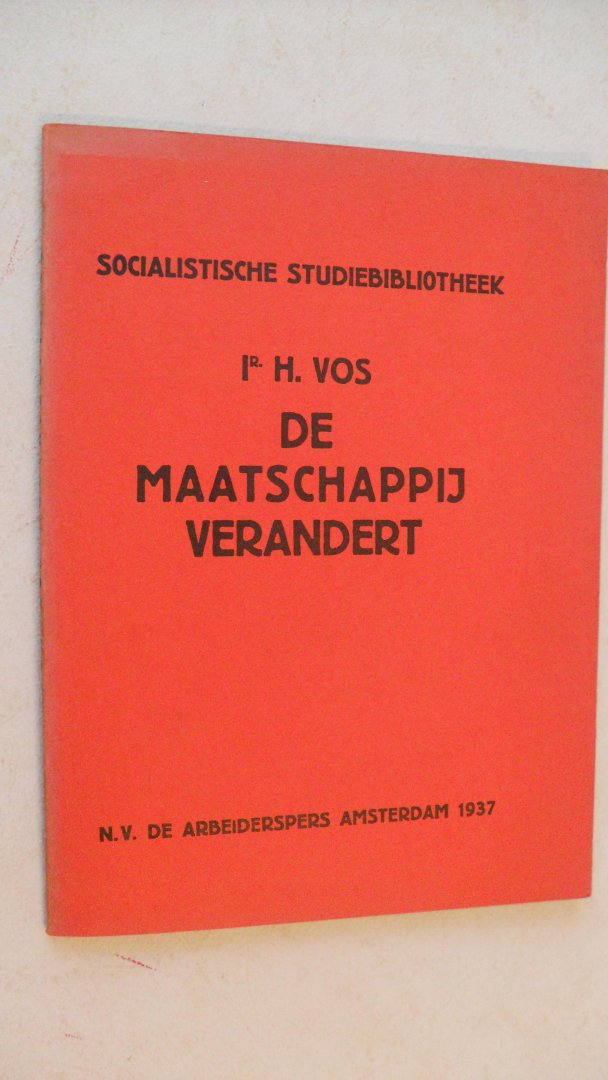 SOCIALISTISCHE STUDIEBIBLIOTHEEK
IR. H. VOS
DE
MAATSCHAPPIJ
VERANDERT
N.V. DE ARBEIDERSPERS AMSTERDAM 1937